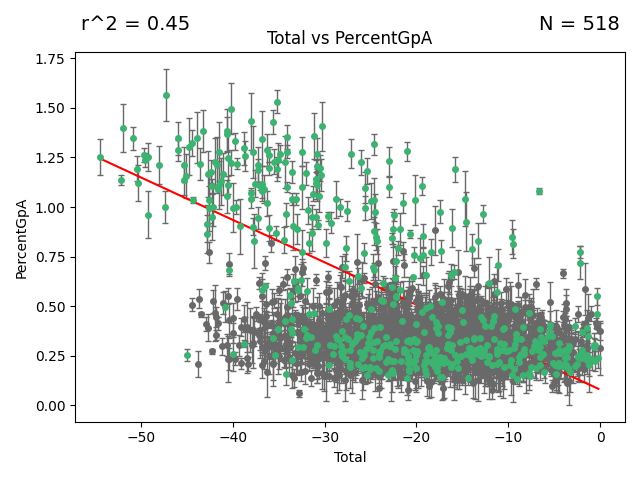 r^2 = 0.45
N = 518
Total vs PercentGpA
1.75
1.50
1.25
1.00
0.75
0.50
0.25
0.00
PercentGpA
−50
−40
−30
−20
−10
0
Total